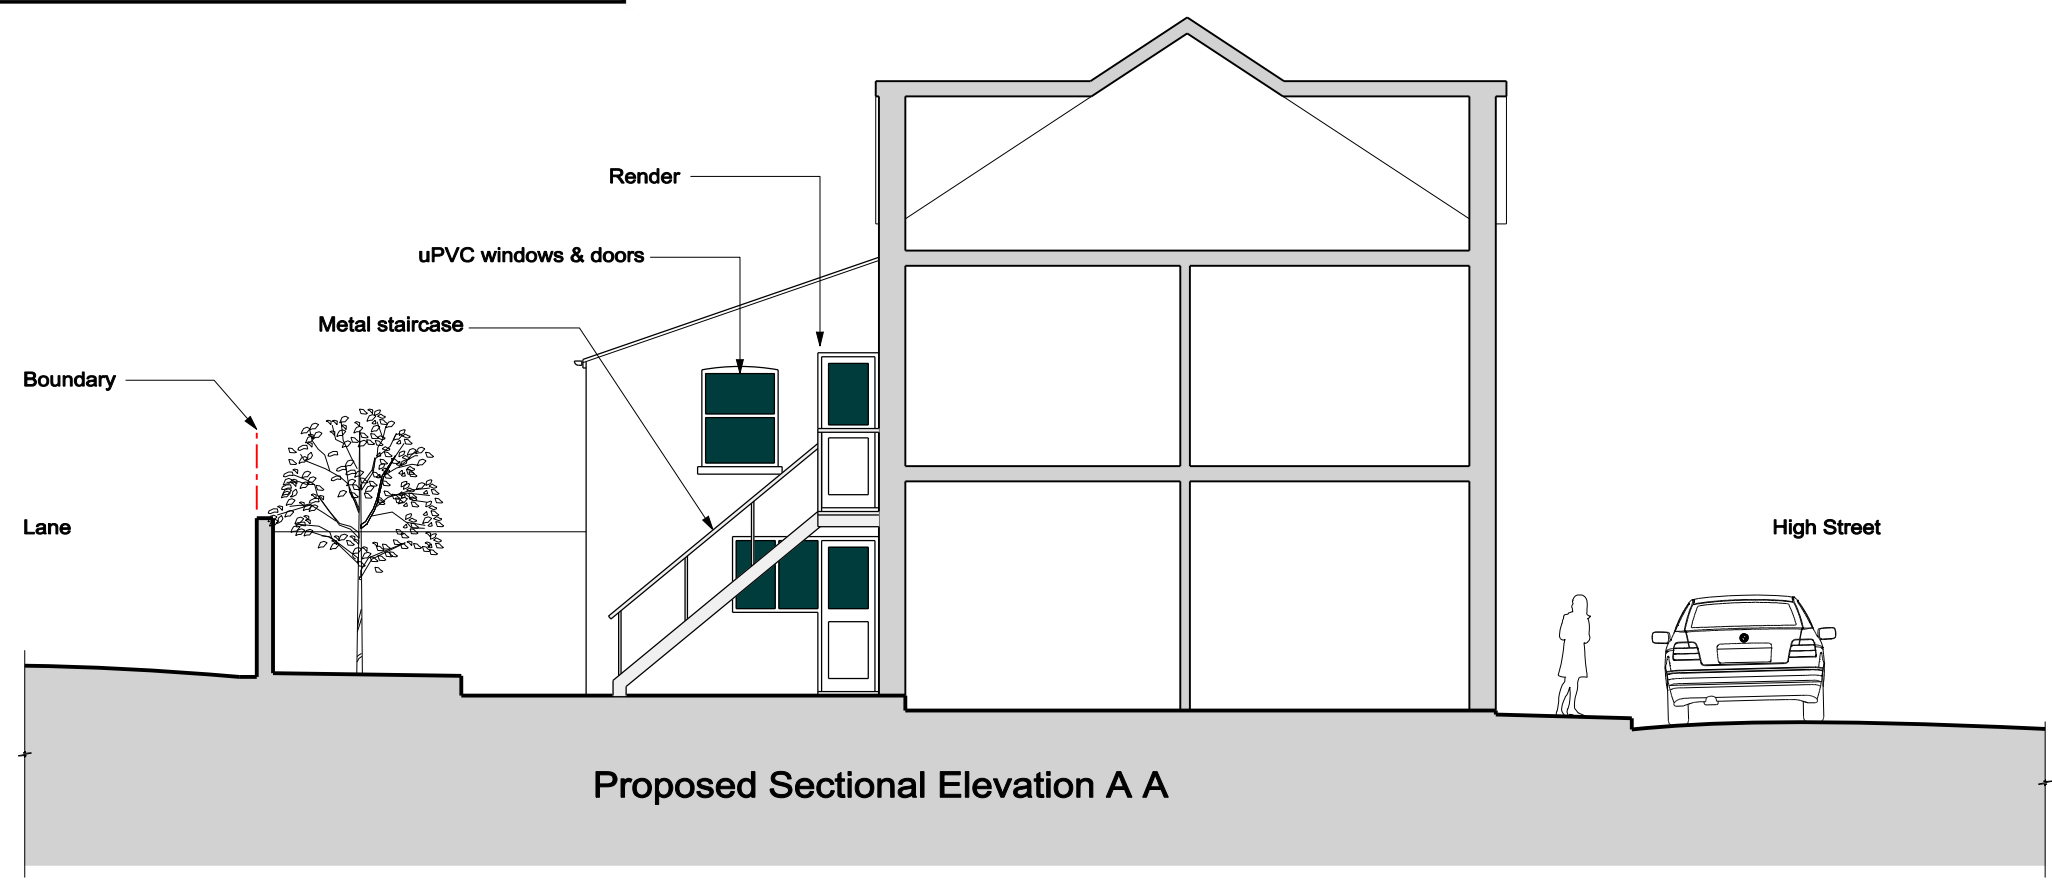 Render
uPVC windows & doors
Metal staircase
Boundary
Lane
High Street
Proposed Sectional Elevation A A